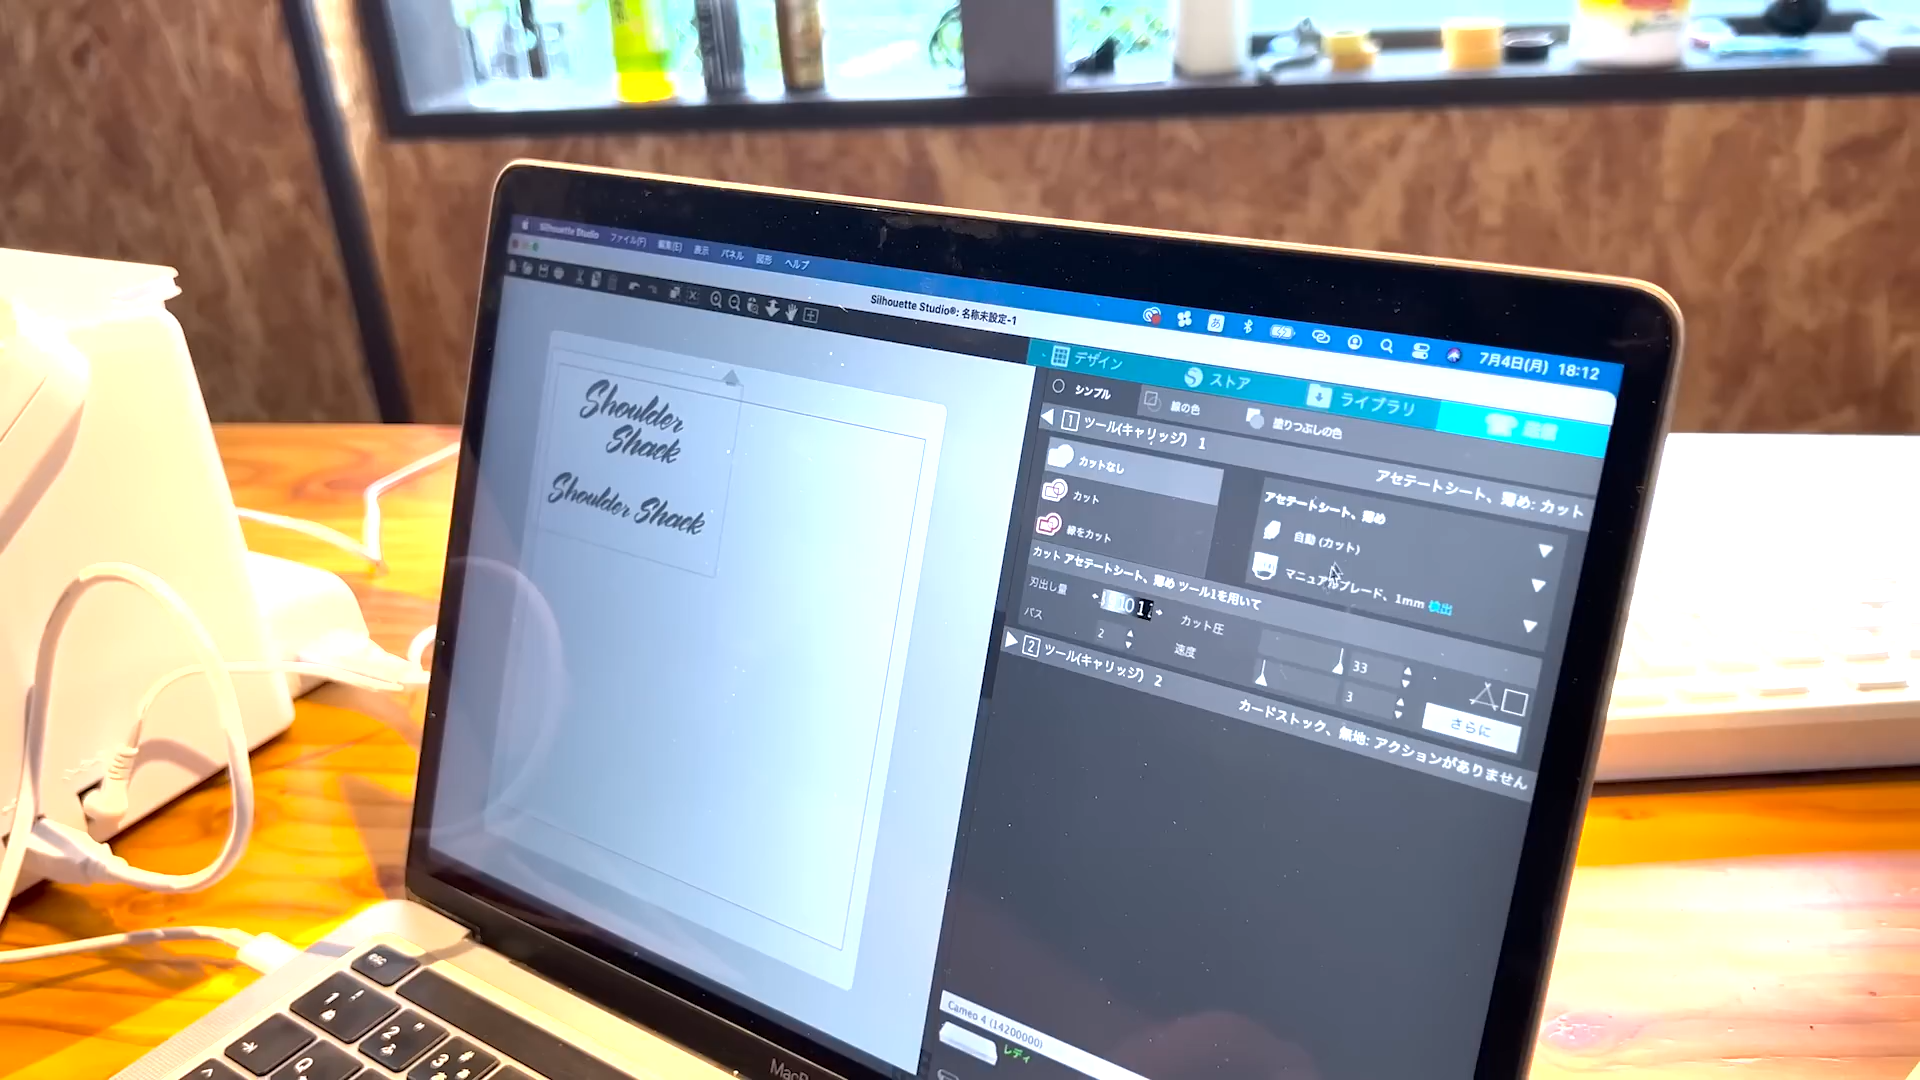 Silhouette Studio ファイル(F) 編集(E) 表示 パネル 図形 ヘルプ
7月4日(月) 18:12
あ
Silhouette Studio®: 名称未設定-1
デザイン ストア ライブラリ
シンプル 線の色 塗りつぶしの色
1 ツール(キャリッジ) 1
アセテートシート、薄め: カット
カットなし
カット
線をカット
アセテートシート、薄め
自動 (カット)
マニュアルブレード、1mm 検出
カット アセテートシート、薄め ツール1を用いて
刃出し量
カット圧 33
パス 2
速度 3
さらに
2 ツール(キャリッジ) 2
カードストック、無地: アクションがありません
Shoulder
Shack
Shoulder Shack
Cameo 4 (14200000)
レディ
esc
1
2
3
Q